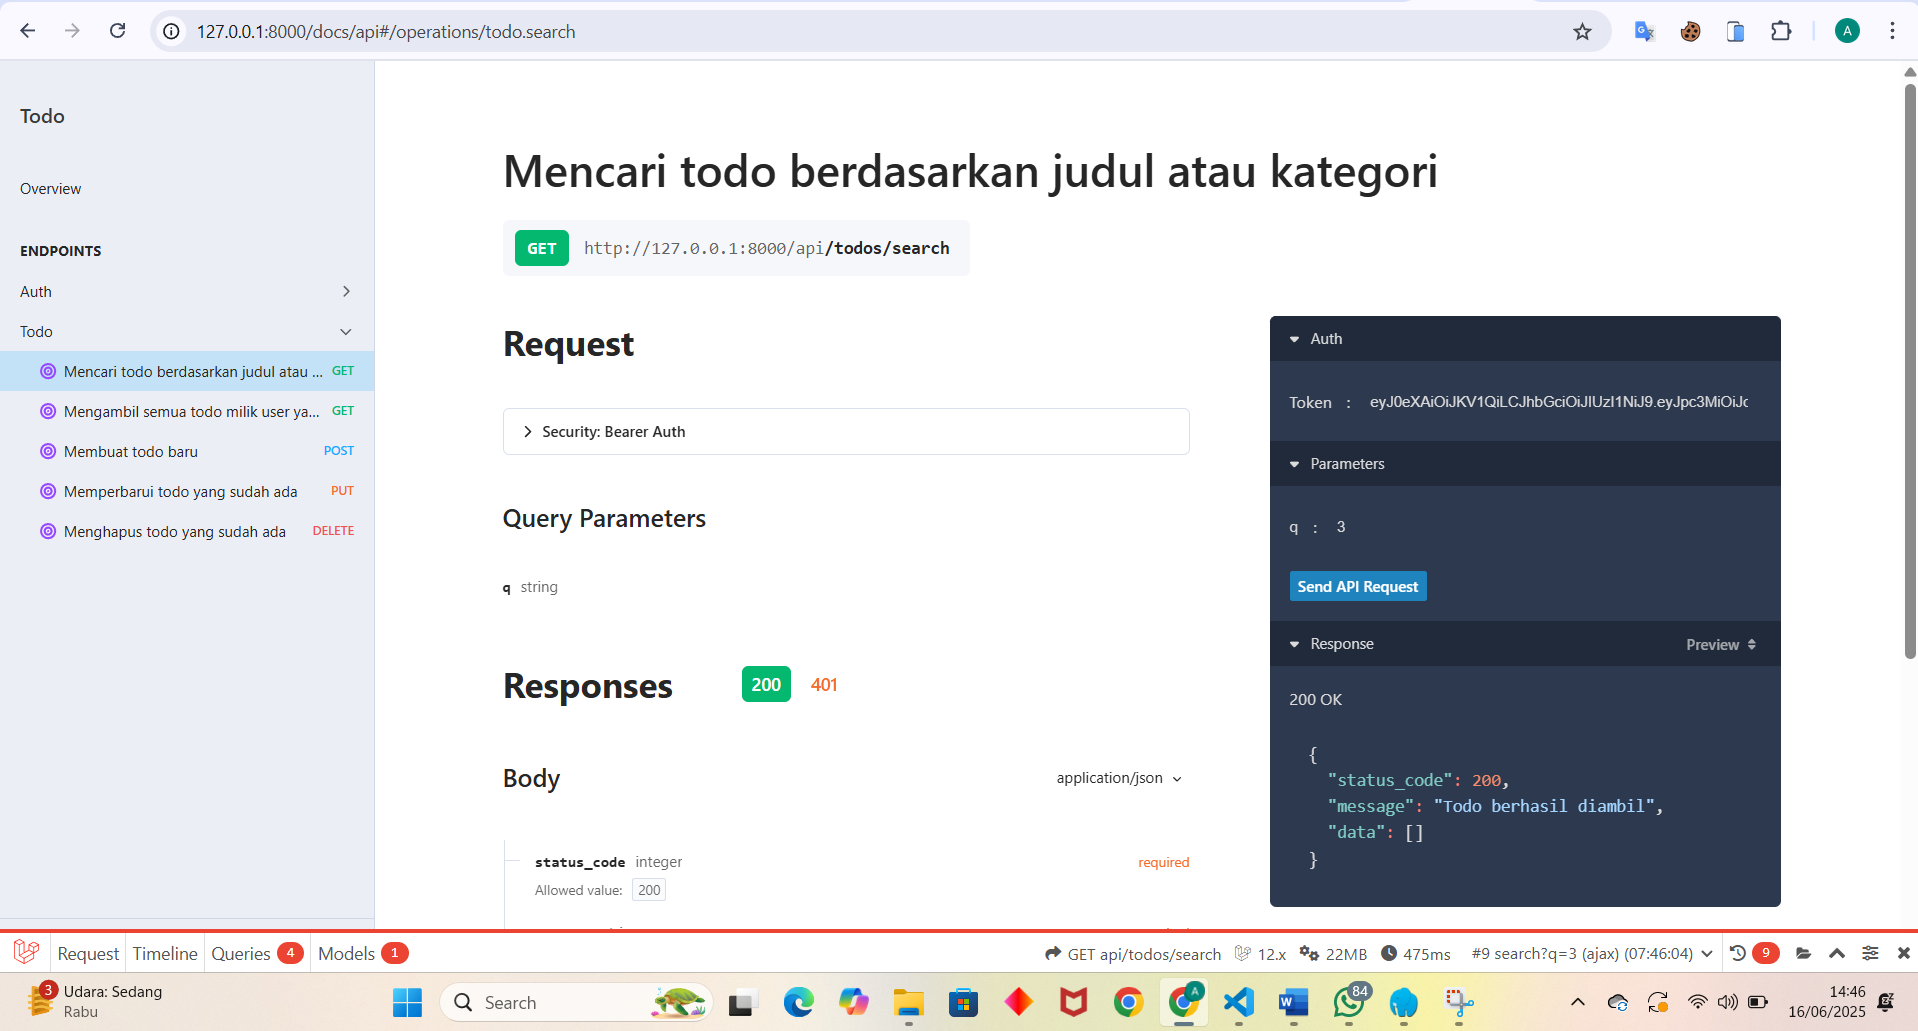 127.0.0.1:8000/docs/api#/operations/todo.search
A
Todo
Overview
ENDPOINTS
Auth
Todo
Mencari todo berdasarkan judul atau ... GET
Mengambil semua todo milik user ya... GET
Membuat todo baru POST
Memperbarui todo yang sudah ada PUT
Menghapus todo yang sudah ada DELETE
Mencari todo berdasarkan judul atau kategori
GET http://127.0.0.1:8000/api/todos/search
Request
Security: Bearer Auth
Query Parameters
q string
Responses 200 401
Body application/json
status_code integer required
Allowed value: 200
Auth
Token : eyJ0eXAiOiJKV1QiLCJhbGciOiJIUzI1NiJ9.eyJpc3MiOiJc
Parameters
q : 3
Send API Request
Response Preview
200 OK
{
"status_code": 200,
"message": "Todo berhasil diambil",
"data": []
}
Request Timeline Queries 4 Models 1 GET api/todos/search 12.x 22MB 475ms #9 search?q=3 (ajax) (07:46:04) 9
3 Udara: Sedang
Rabu
Search
A
84
14:46
16/06/2025